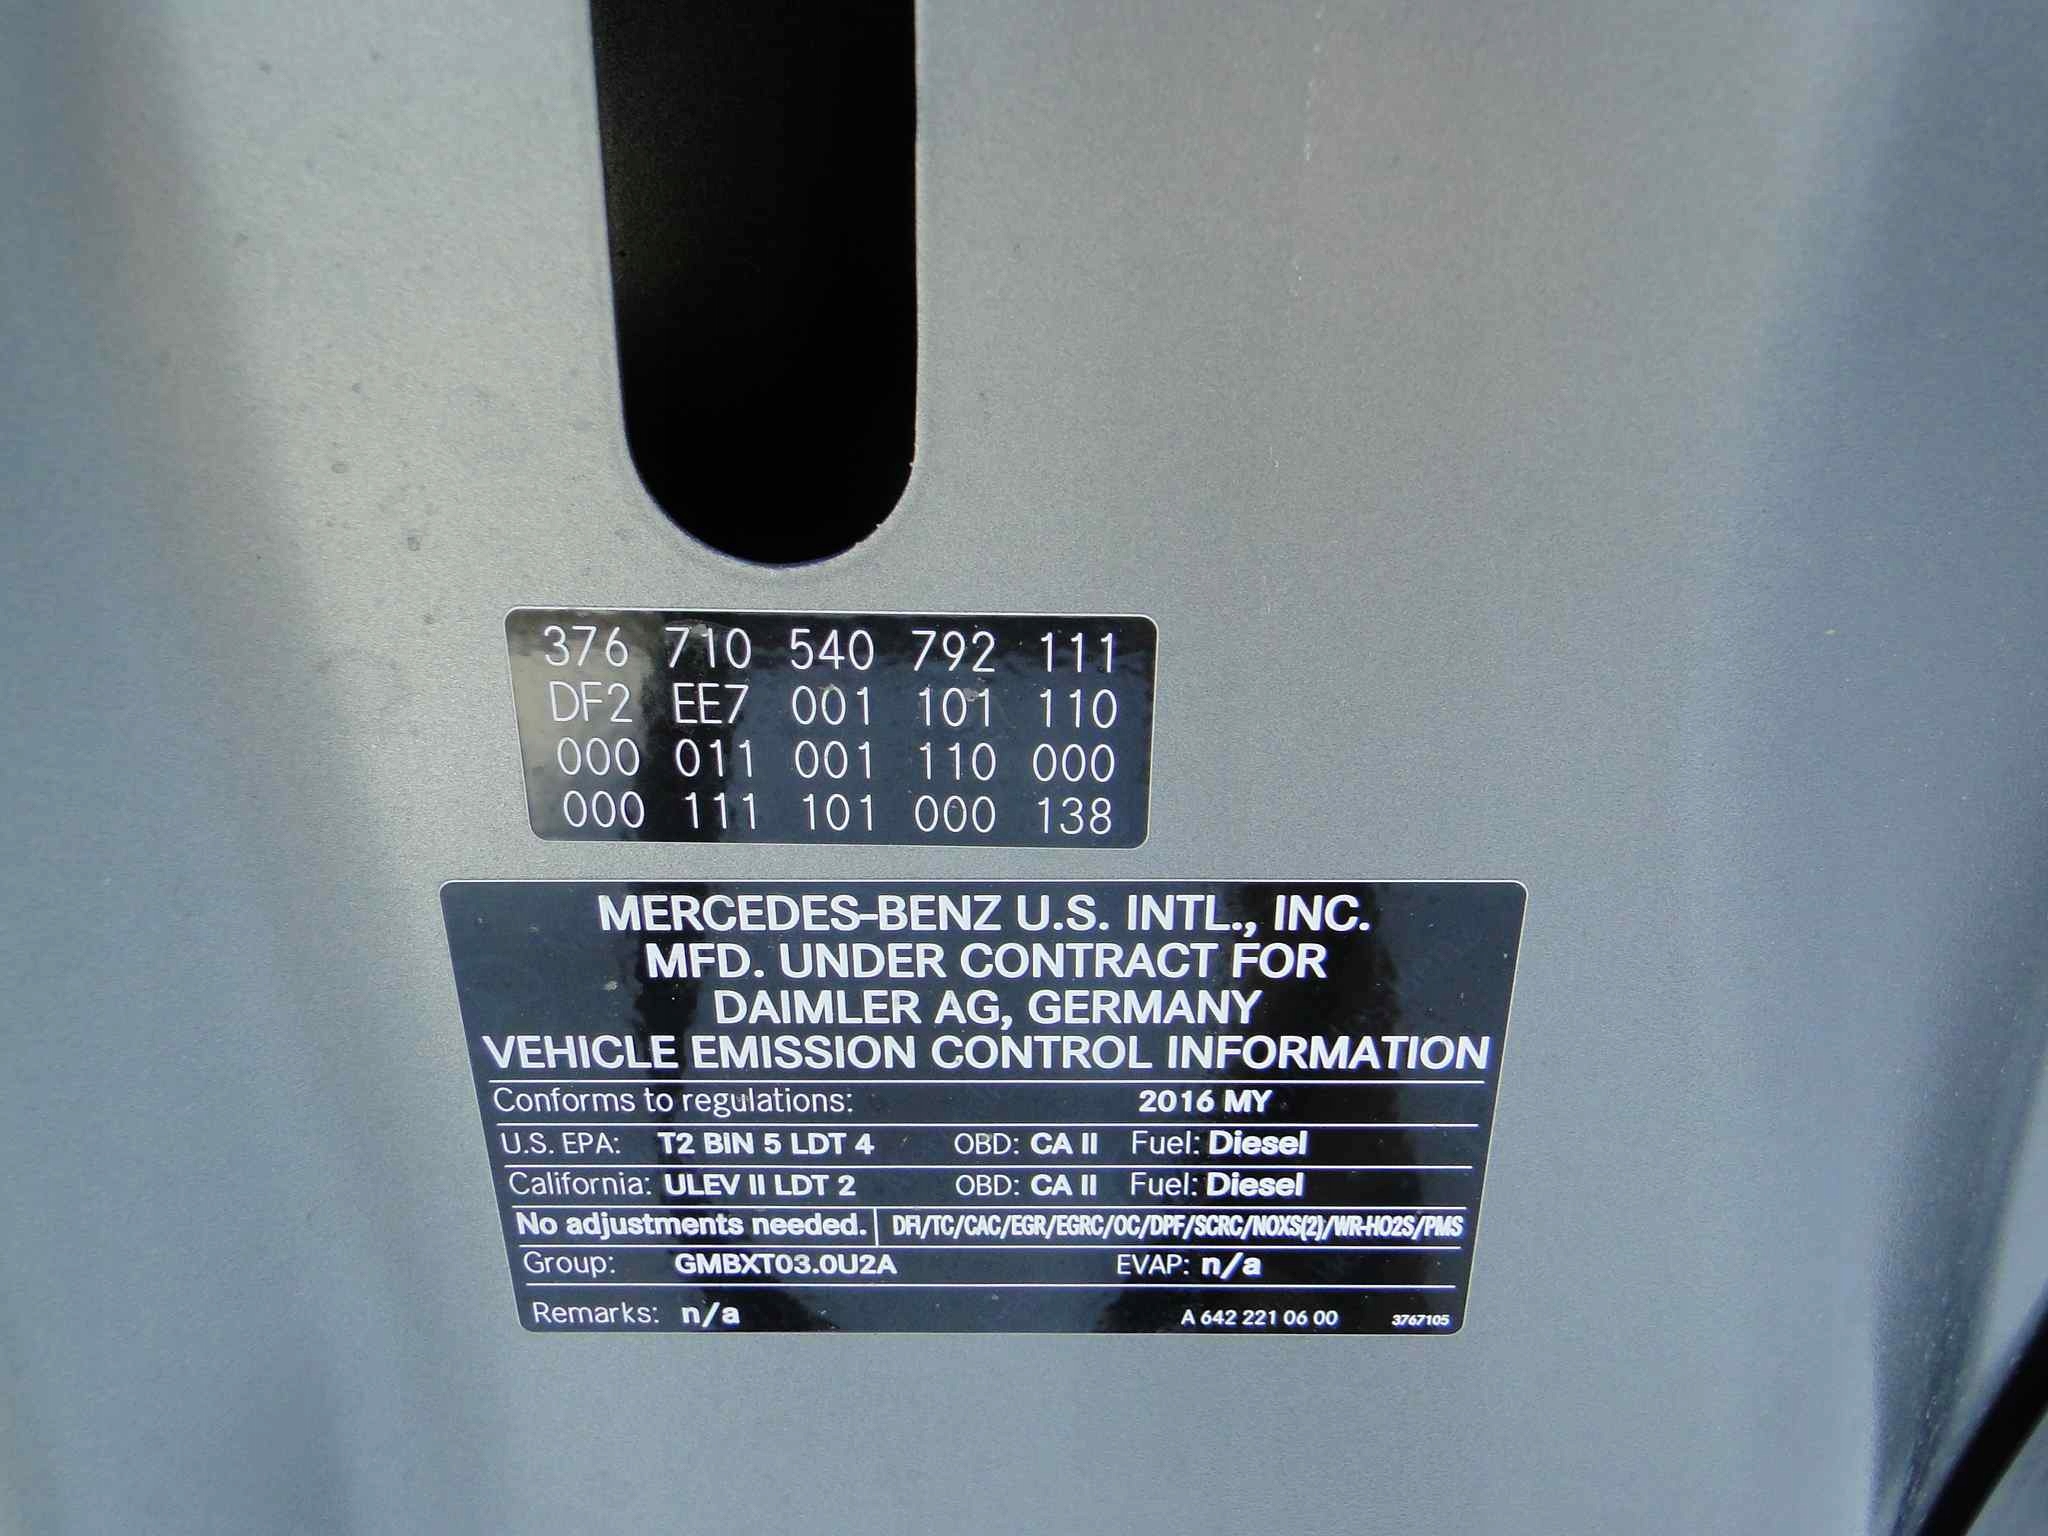 376 710 540 792 111
DF2 EE7 001 101 110
000 011 001 110 000
000 111 101 000 138
MERCEDES-BENZ U.S. INTL., INC.
MFD. UNDER CONTRACT FOR
DAIMLER AG, GERMANY
VEHICLE EMISSION CONTROL INFORMATION
Conforms to regulations: 2016 MY
U.S. EPA: T2 BIN 5 LDT 4 OBD: CA II Fuel: Diesel
California: ULEV II LDT 2 OBD: CA II Fuel: Diesel
No adjustments needed. DFI/TC/CAC/EGR/EGRC/OC/DPF/SCRC/NOXS(2)/WR-HO2S/PMS
Group: GMBXT03.0U2A EVAP: n/a
Remarks: n/a A 642 221 06 00 3767105